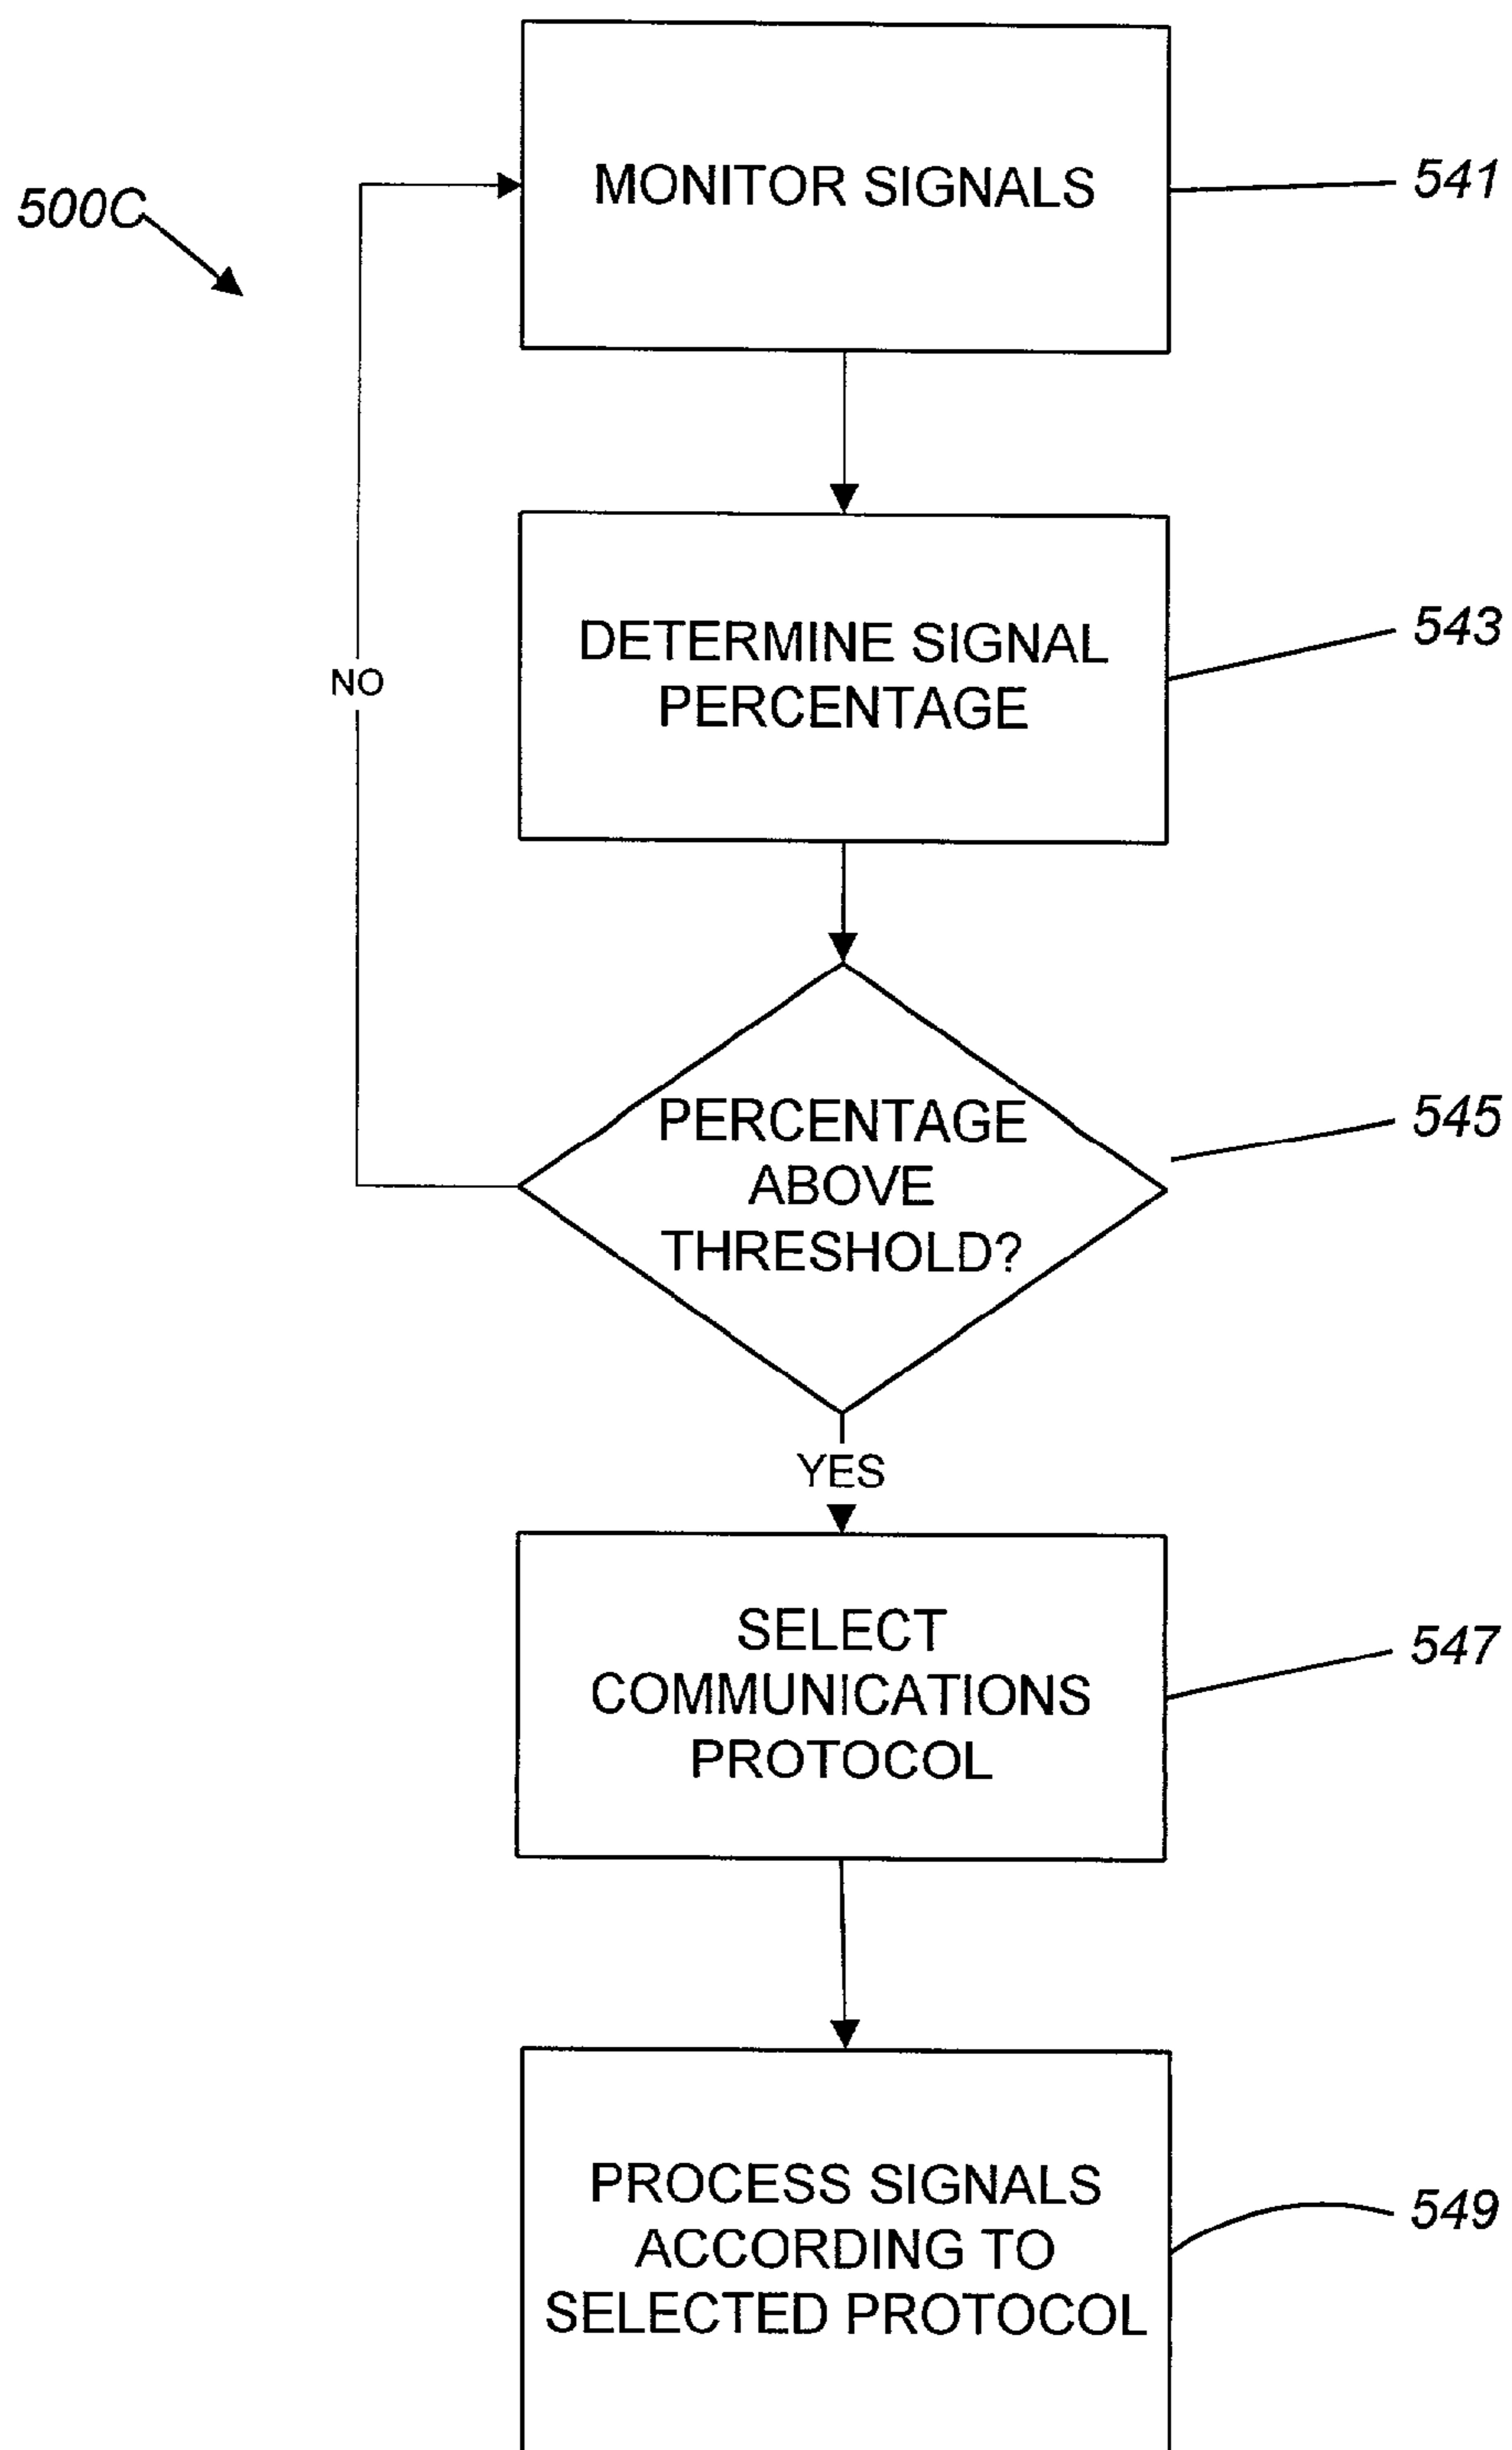 500C
MONITOR SIGNALS
541
DETERMINE SIGNAL
PERCENTAGE
543
NO
PERCENTAGE
ABOVE
THRESHOLD?
545
YES
SELECT
COMMUNICATIONS
PROTOCOL
547
PROCESS SIGNALS
ACCORDING TO
SELECTED PROTOCOL
549